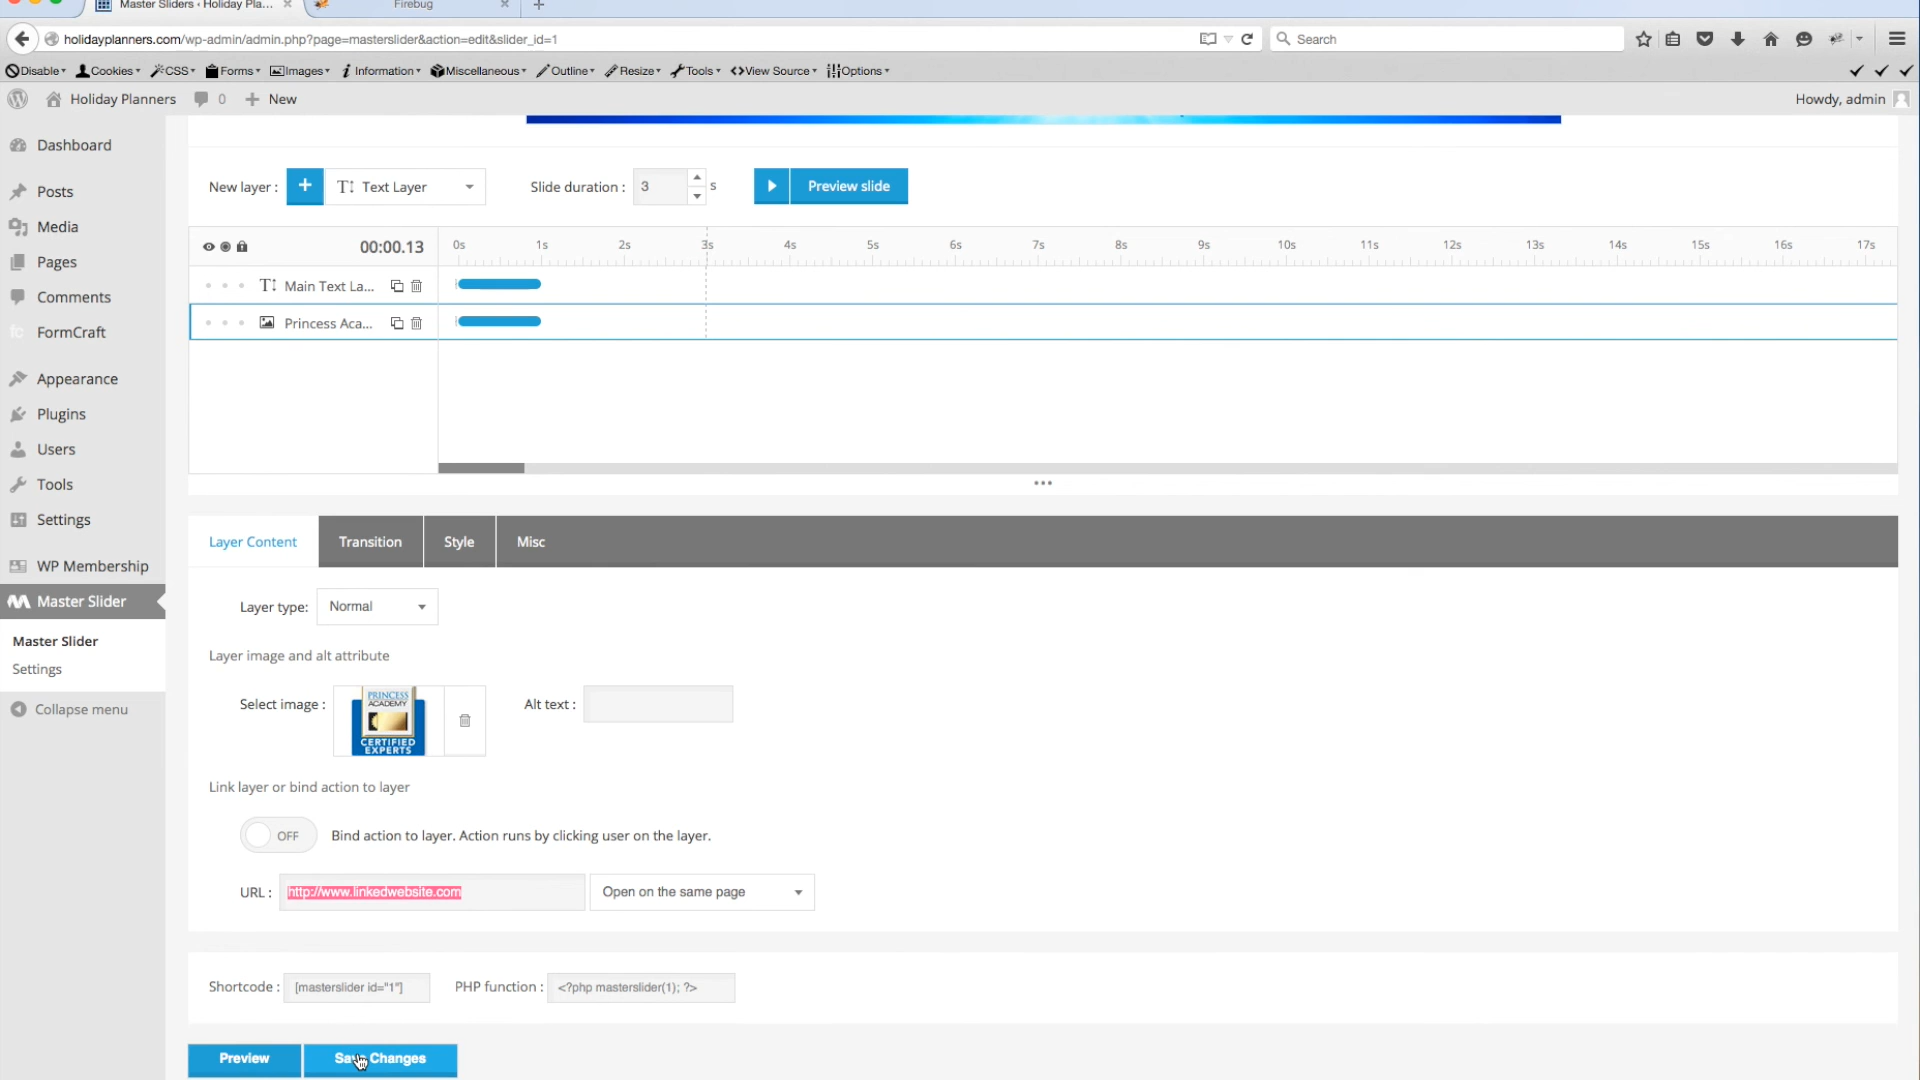 Master Sliders ‹ Holiday Pla...
Firebug
holidayplanners.com/wp-admin/admin.php?page=masterslider&action=edit&slider_id=1
Search
Disable
Cookies
CSS
Forms
Images
Information
Miscellaneous
Outline
Resize
Tools
View Source
Options
Holiday Planners
0
New
Howdy, admin
Dashboard
Posts
Media
Pages
Comments
FormCraft
Appearance
Plugins
Users
Tools
Settings
WP Membership
Master Slider
Master Slider
Settings
Collapse menu
New layer :
Text Layer
Slide duration :
3
s
Preview slide
00:00.13
0s 1s 2s 3s 4s 5s 6s 7s 8s 9s 10s 11s 12s 13s 14s 15s 16s 17s
Main Text La...
Princess Aca...
Layer Content
Transition
Style
Misc
Layer type:
Normal
Layer image and alt attribute
Select image :
PRINCESS
ACADEMY
CERTIFIED
EXPERTS
Alt text :
Link layer or bind action to layer
OFF
Bind action to layer. Action runs by clicking user on the layer.
URL :
http://www.linkedwebsite.com
Open on the same page
Shortcode :
[masterslider id="1"]
PHP function :
<?php masterslider(1); ?>
Preview
Save Changes